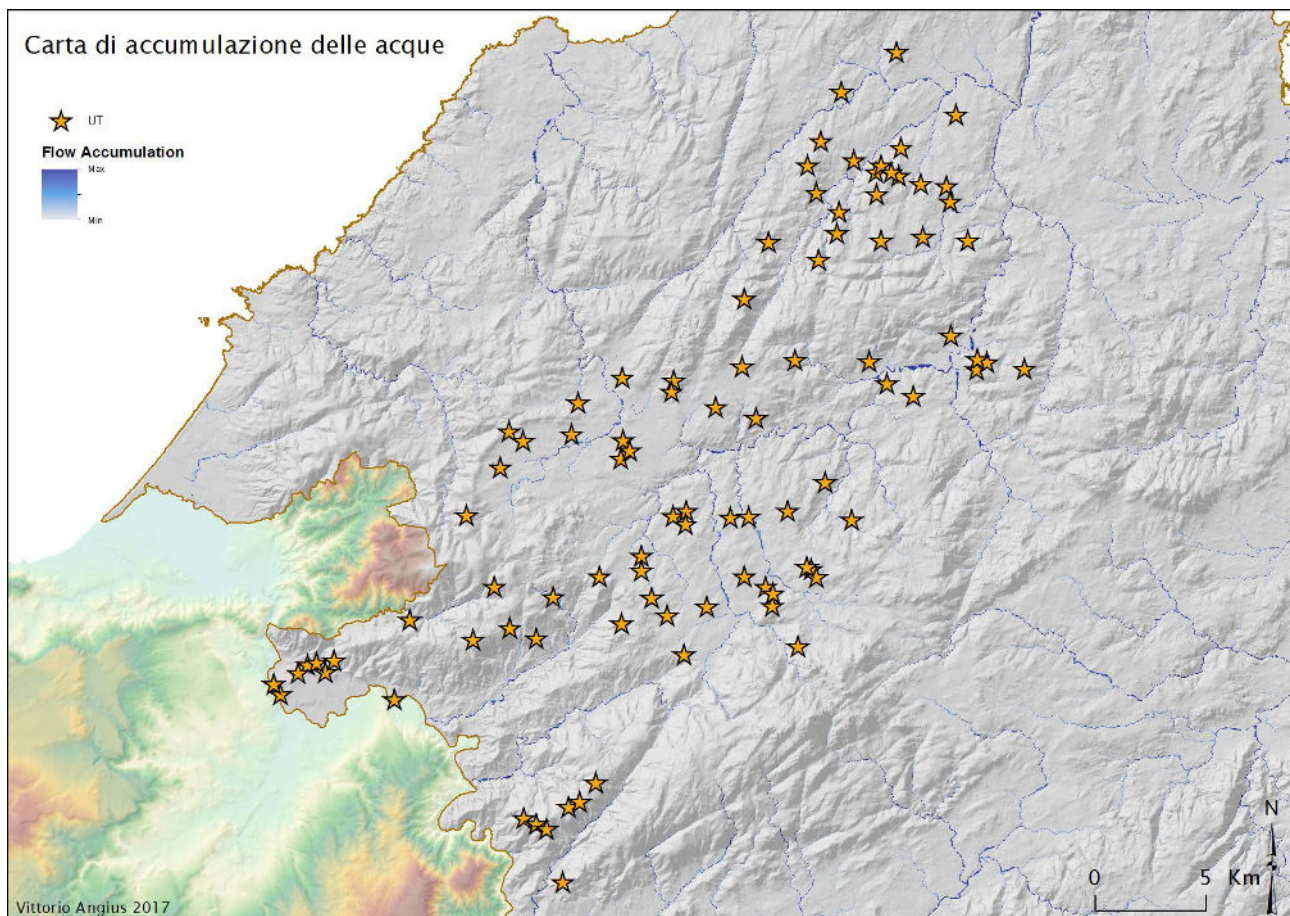 Carta di accumulazione delle acque
UT
Flow Accumulation
Max
Min
N
0 5 Km
Vittorio Angius 2017